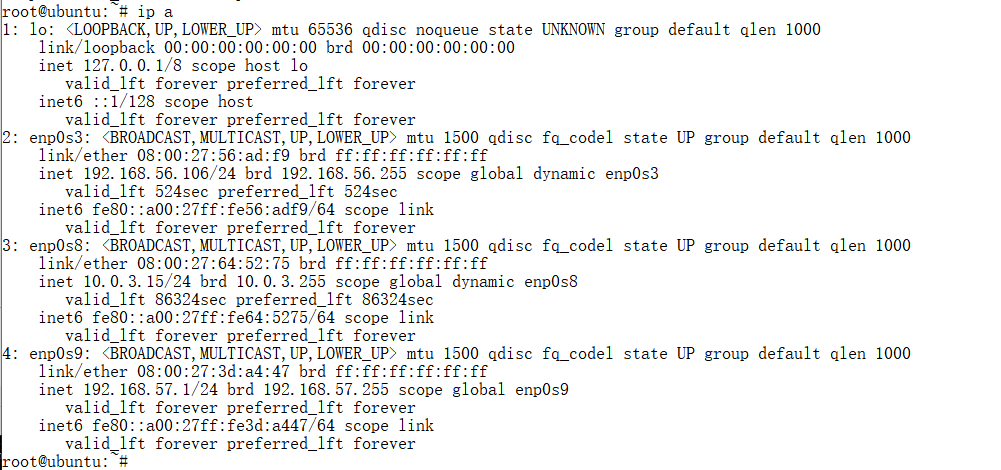 root@ubuntu:~# ip a
1: lo: <LOOPBACK,UP,LOWER_UP> mtu 65536 qdisc noqueue state UNKNOWN group default qlen 1000
    link/loopback 00:00:00:00:00:00 brd 00:00:00:00:00:00
    inet 127.0.0.1/8 scope host lo
       valid_lft forever preferred_lft forever
    inet6 ::1/128 scope host
       valid_lft forever preferred_lft forever
2: enp0s3: <BROADCAST,MULTICAST,UP,LOWER_UP> mtu 1500 qdisc fq_codel state UP group default qlen 1000
    link/ether 08:00:27:56:ad:f9 brd ff:ff:ff:ff:ff:ff
    inet 192.168.56.106/24 brd 192.168.56.255 scope global dynamic enp0s3
       valid_lft 524sec preferred_lft 524sec
    inet6 fe80::a00:27ff:fe56:adf9/64 scope link
       valid_lft forever preferred_lft forever
3: enp0s8: <BROADCAST,MULTICAST,UP,LOWER_UP> mtu 1500 qdisc fq_codel state UP group default qlen 1000
    link/ether 08:00:27:64:52:75 brd ff:ff:ff:ff:ff:ff
    inet 10.0.3.15/24 brd 10.0.3.255 scope global dynamic enp0s8
       valid_lft 86324sec preferred_lft 86324sec
    inet6 fe80::a00:27ff:fe64:5275/64 scope link
       valid_lft forever preferred_lft forever
4: enp0s9: <BROADCAST,MULTICAST,UP,LOWER_UP> mtu 1500 qdisc fq_codel state UP group default qlen 1000
    link/ether 08:00:27:3d:a4:47 brd ff:ff:ff:ff:ff:ff
    inet 192.168.57.1/24 brd 192.168.57.255 scope global enp0s9
       valid_lft forever preferred_lft forever
    inet6 fe80::a00:27ff:fe3d:a447/64 scope link
       valid_lft forever preferred_lft forever
root@ubuntu:~#